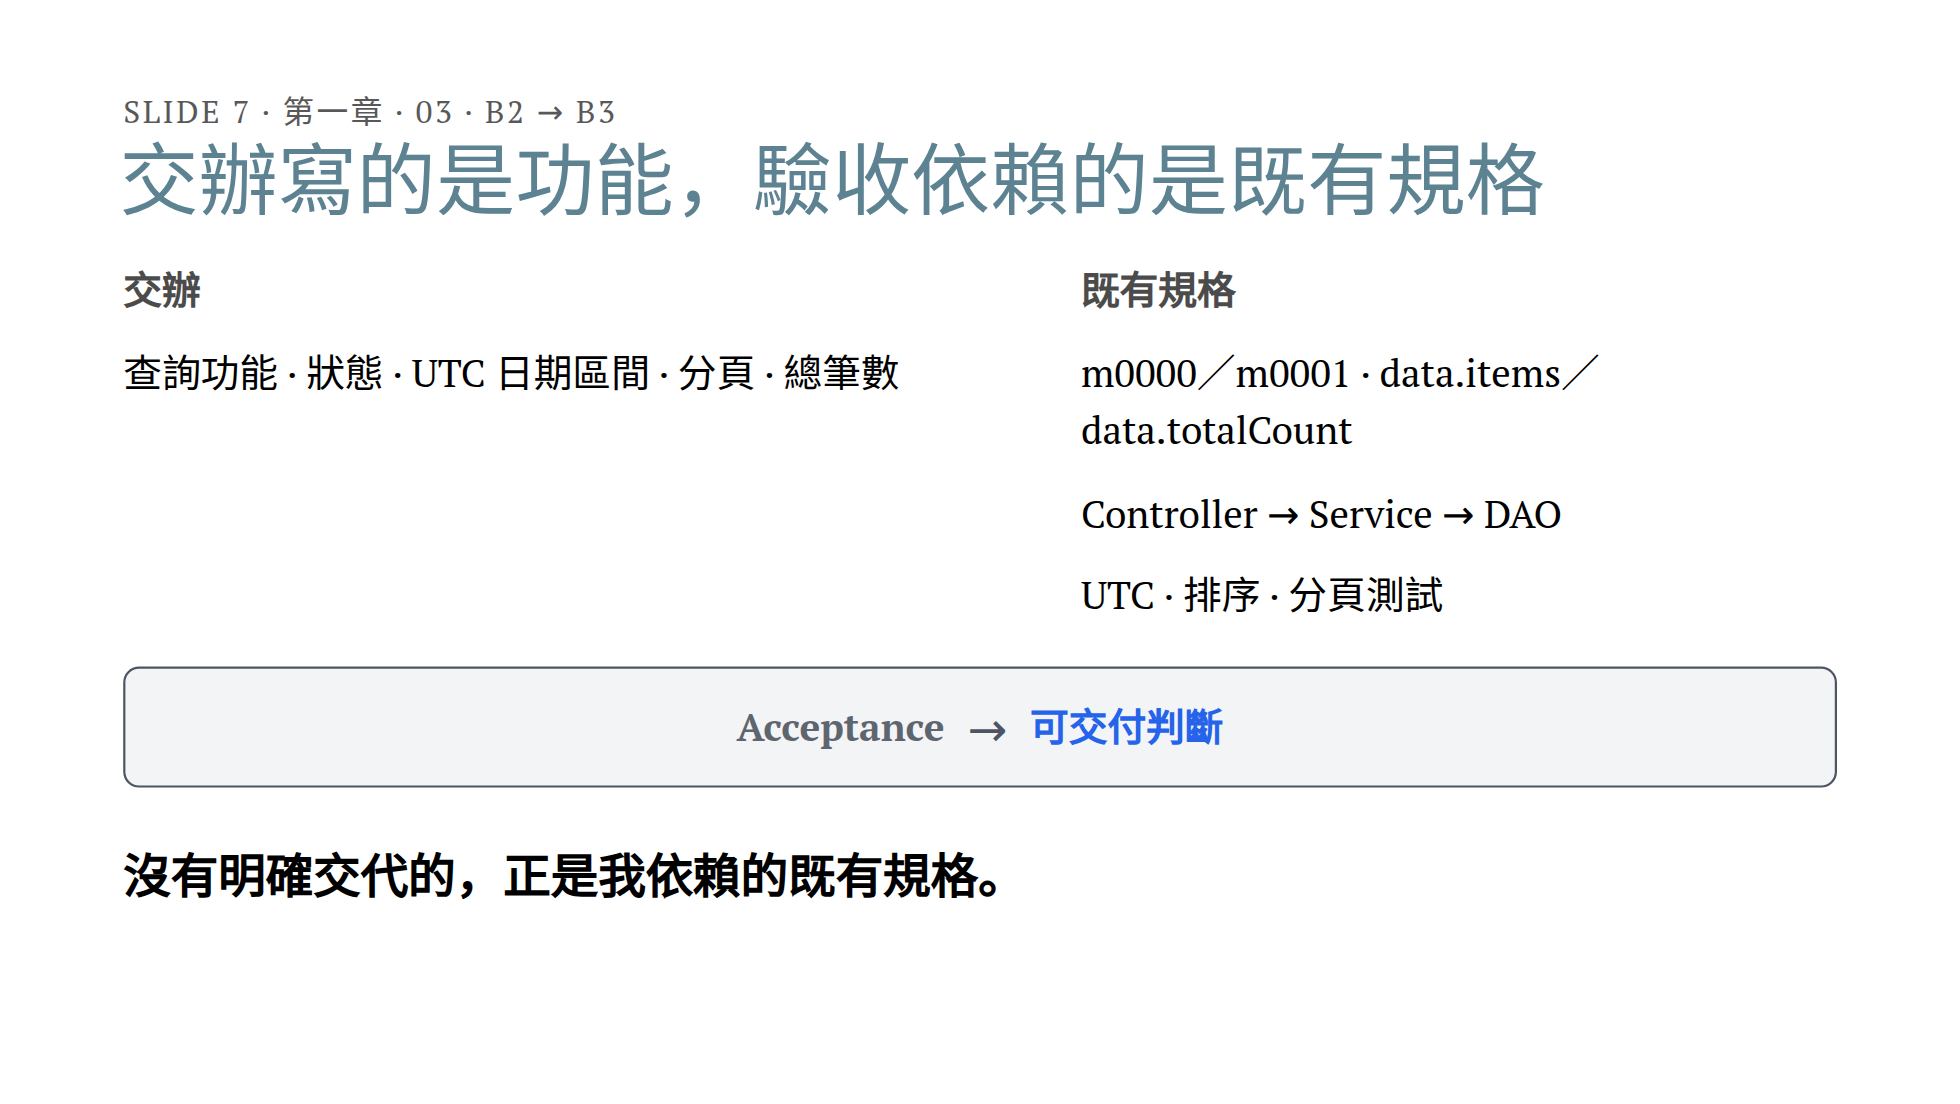 SLIDE 7 · 第一章 · 03 · B2 → B3
交辦寫的是功能，驗收依賴的是既有規格
交辦
查詢功能 · 狀態 · UTC 日期區間 · 分頁 · 總筆數
既有規格
m0000／m0001 · data.items／
data.totalCount
Controller → Service → DAO
UTC · 排序 · 分頁測試
Acceptance → 可交付判斷
沒有明確交代的，正是我依賴的既有規格。